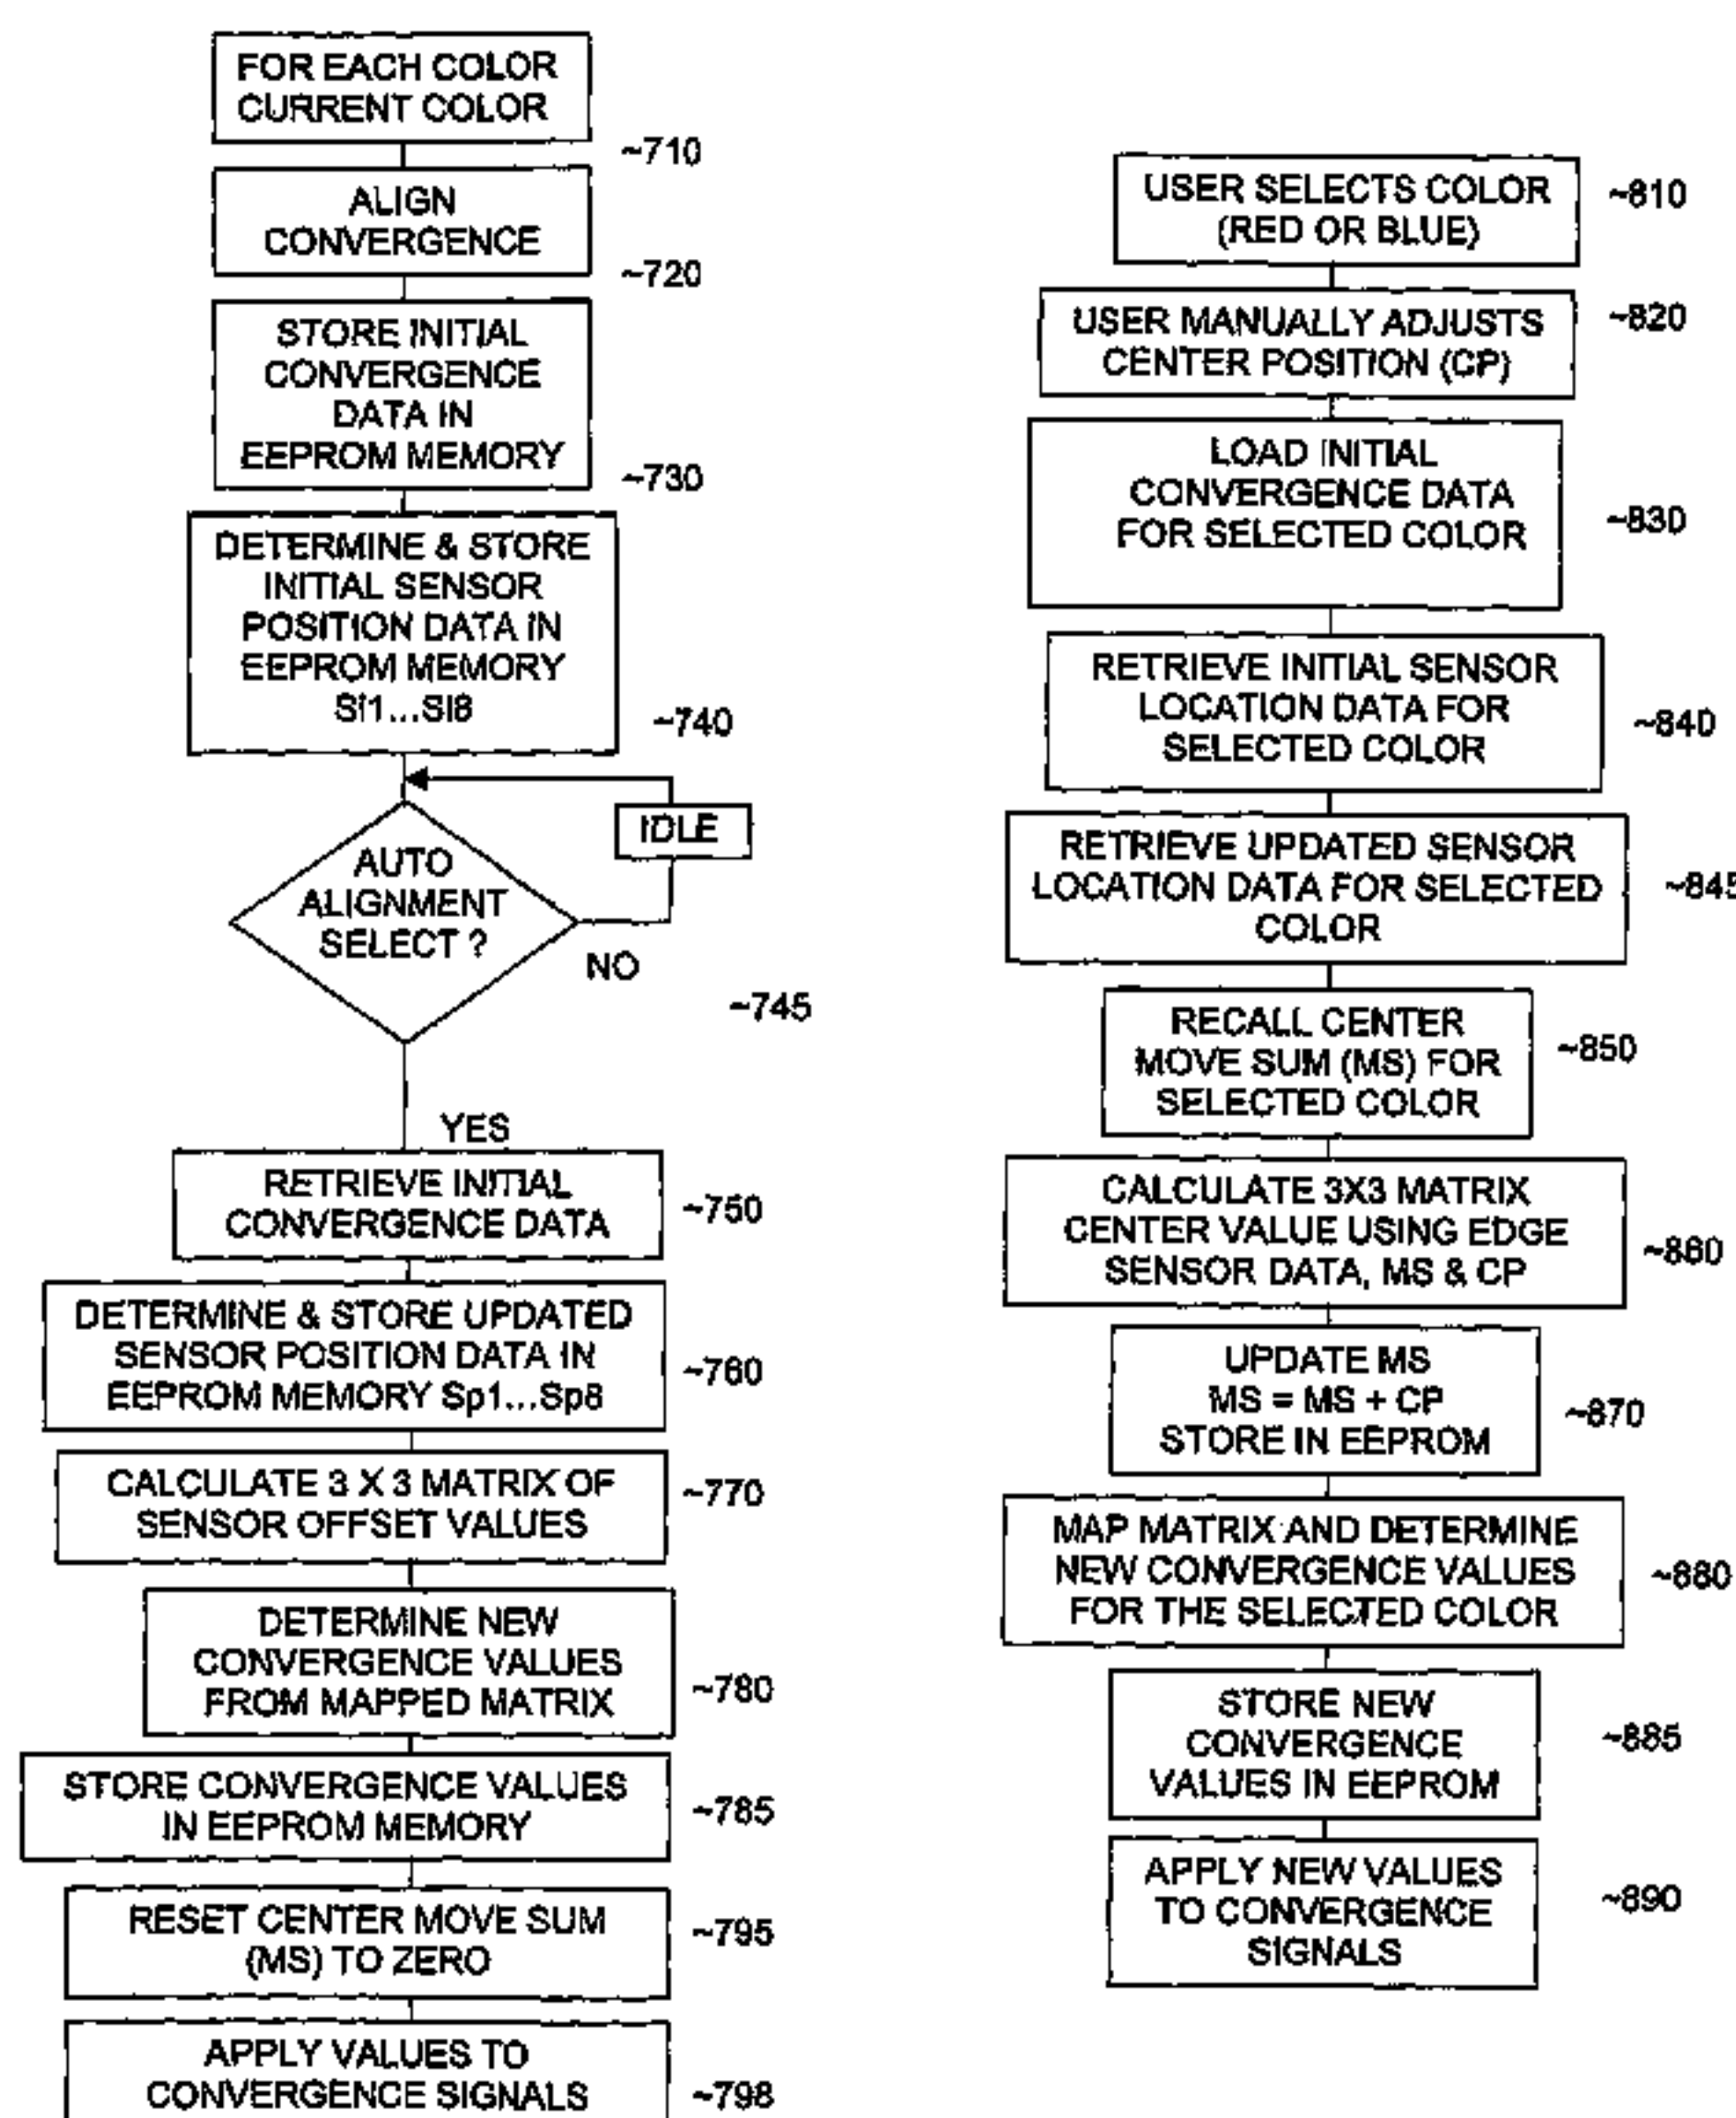 FOR EACH COLOR
CURRENT COLOR
~710
ALIGN
CONVERGENCE
~720
STORE INITIAL
CONVERGENCE
DATA IN
EEPROM MEMORY
~730
DETERMINE & STORE
INITIAL SENSOR
POSITION DATA IN
EEPROM MEMORY
Si1...Si8
~740
IDLE
AUTO
ALIGNMENT
SELECT ?
NO
~745
YES
RETRIEVE INITIAL
CONVERGENCE DATA
~750
DETERMINE & STORE UPDATED
SENSOR POSITION DATA IN
EEPROM MEMORY Sp1...Sp8
~760
CALCULATE 3 X 3 MATRIX OF
SENSOR OFFSET VALUES
~770
DETERMINE NEW
CONVERGENCE VALUES
FROM MAPPED MATRIX
~780
STORE CONVERGENCE VALUES
IN EEPROM MEMORY
~785
RESET CENTER MOVE SUM
(MS) TO ZERO
~795
APPLY VALUES TO
CONVERGENCE SIGNALS
~798
USER SELECTS COLOR
(RED OR BLUE)
~810
USER MANUALLY ADJUSTS
CENTER POSITION (CP)
~820
LOAD INITIAL
CONVERGENCE DATA
FOR SELECTED COLOR
~830
RETRIEVE INITIAL SENSOR
LOCATION DATA FOR
SELECTED COLOR
~840
RETRIEVE UPDATED SENSOR
LOCATION DATA FOR SELECTED
COLOR
~845
RECALL CENTER
MOVE SUM (MS) FOR
SELECTED COLOR
~850
CALCULATE 3X3 MATRIX
CENTER VALUE USING EDGE
SENSOR DATA, MS & CP
~860
UPDATE MS
MS = MS + CP
STORE IN EEPROM
~870
MAP MATRIX AND DETERMINE
NEW CONVERGENCE VALUES
FOR THE SELECTED COLOR
~880
STORE NEW
CONVERGENCE
VALUES IN EEPROM
~885
APPLY NEW VALUES
TO CONVERGENCE
SIGNALS
~890